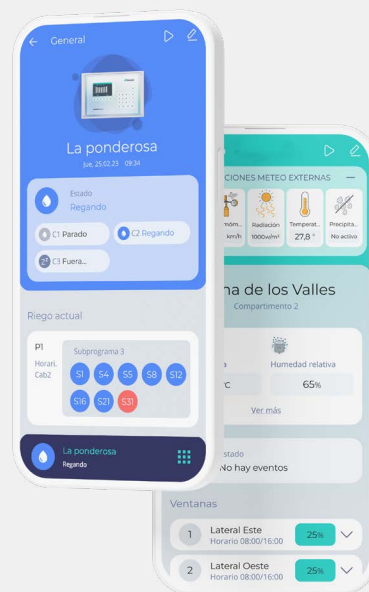 General
La ponderosa
Jue, 25.02.23 09:34
Estado
Regando
C1 Parado
C2 Regando
C3 Fuera...
Riego actual
P1
Horari.
Cab2
Subprograma 3
S1 S4 S5 S8 S12
S16 S21 S31
La ponderosa
Regando
CIONES METEO EXTERNAS
Radiación
Temperat...
Precipita...
km/h
1000w/m²
27,8 °
No activo
na de los Valles
Compartimento 2
Humedad relativa
65%
Ver más
No hay eventos
Ventanas
1 Lateral Este
Horario 08:00/16:00
25%
2 Lateral Oeste
Horario 08:00/16:00
25%